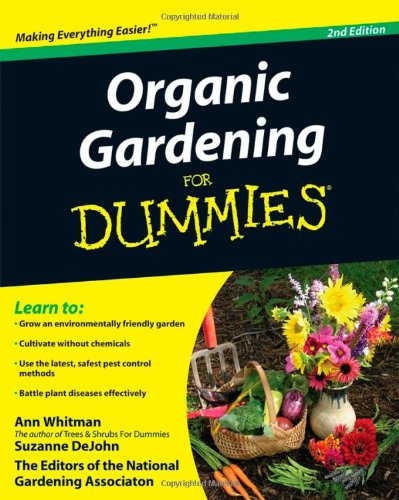 Making Everything Easier!™
2nd Edition
Organic
Gardening
FOR
DUMMIES®
Learn to:
• Grow an environmentally friendly garden
• Cultivate without chemicals
• Use the latest, safest pest control
methods
• Battle plant diseases effectively
Ann Whitman
The author of Trees & Shrubs For Dummies
Suzanne DeJohn
The Editors of the National
Gardening Associaton